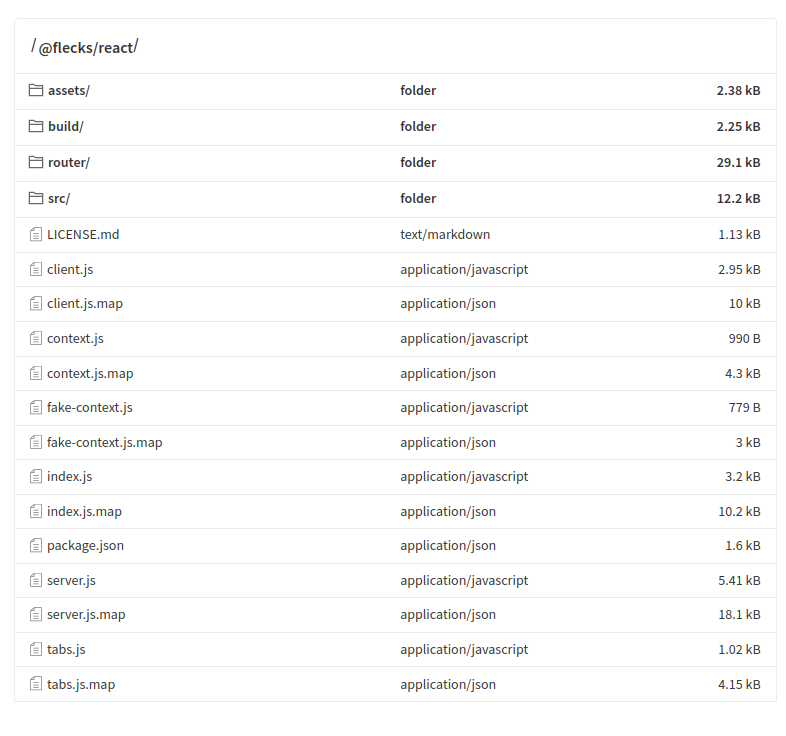 /@flecks/react/
assets/ folder 2.38 kB
build/ folder 2.25 kB
router/ folder 29.1 kB
src/ folder 12.2 kB
LICENSE.md text/markdown 1.13 kB
client.js application/javascript 2.95 kB
client.js.map application/json 10 kB
context.js application/javascript 990 B
context.js.map application/json 4.3 kB
fake-context.js application/javascript 779 B
fake-context.js.map application/json 3 kB
index.js application/javascript 3.2 kB
index.js.map application/json 10.2 kB
package.json application/json 1.6 kB
server.js application/javascript 5.41 kB
server.js.map application/json 18.1 kB
tabs.js application/javascript 1.02 kB
tabs.js.map application/json 4.15 kB